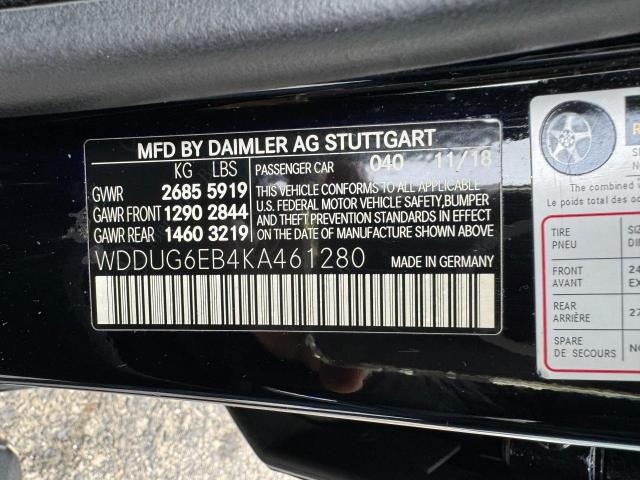 MFD BY DAIMLER AG STUTTGART
KG LBS
GVWR 2685 5919
GAWR FRONT 1290 2844
GAWR REAR 1460 3219
PASSENGER CAR 040 11/18
THIS VEHICLE CONFORMS TO ALL APPLICABLE
U.S. FEDERAL MOTOR VEHICLE SAFETY,BUMPER
AND THEFT PREVENTION STANDARDS IN EFFECT
ON THE DATE OF MANUFACTURE SHOWN ABOVE.
WDDUG6EB4KA461280 MADE IN GERMANY
The combined
Le poids des occu
TIRE
PNEU
FRONT
AVANT
REAR
ARRIÈRE
SPARE
DE SECOURS